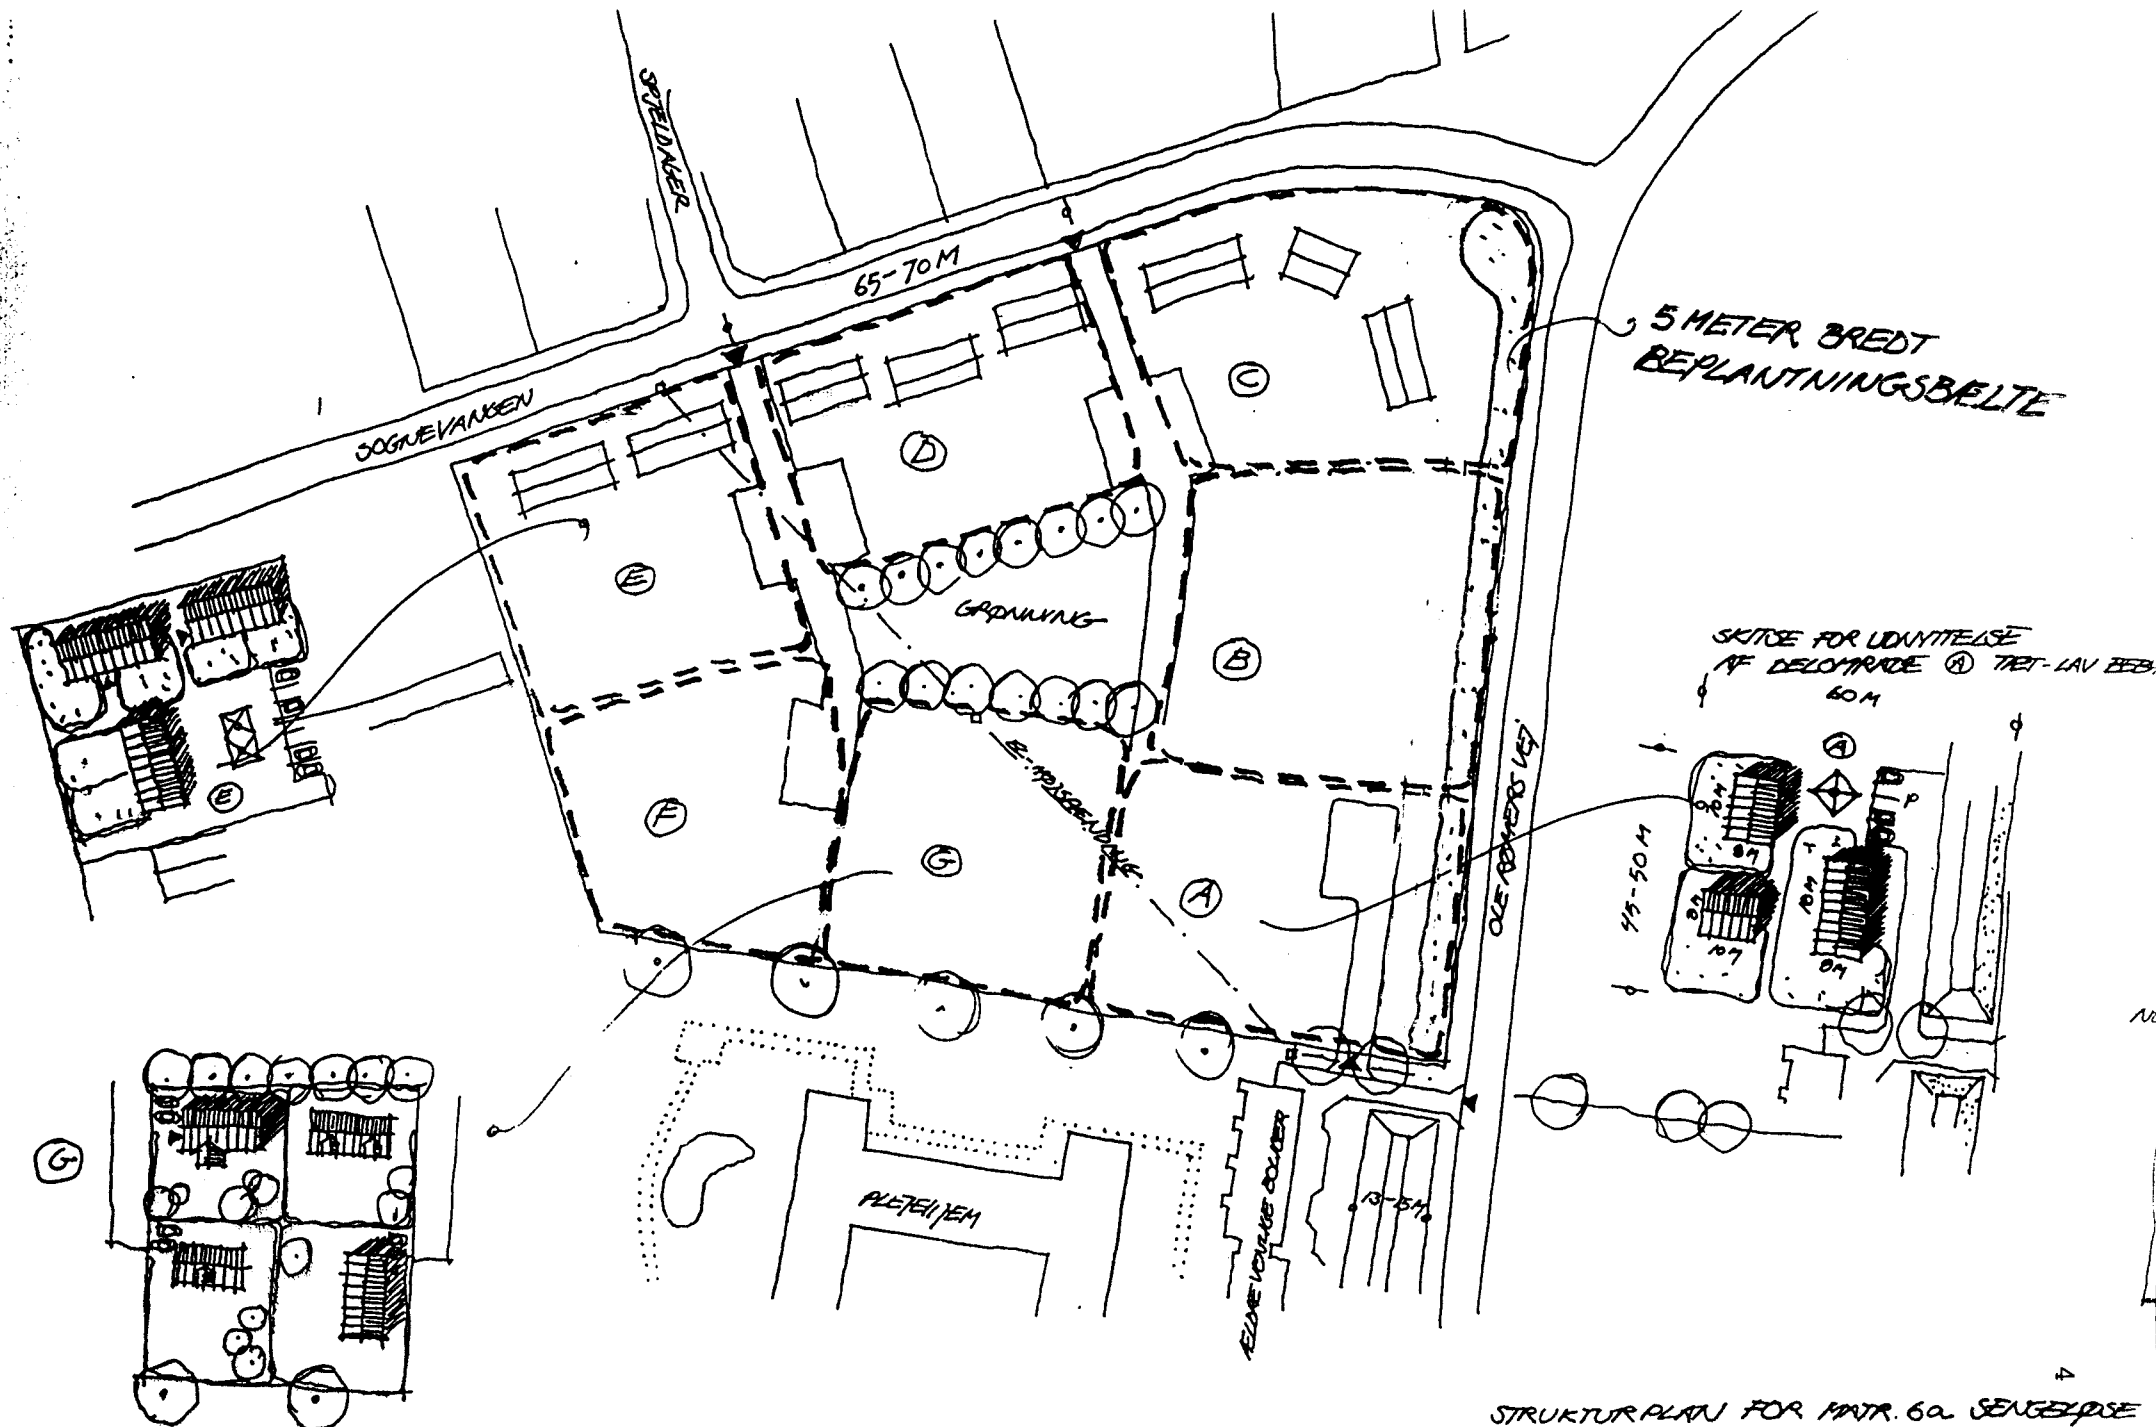 SPJELDAGER
65-70 M
SOGNEVANGEN
5 METER BREDT
BEPLANTNINGSBÆLTE
C
D
E
GRØNNING
B
SKITSE FOR UDNYTTELSE
AF DELOMRÅDE A TÆT-LAV BEB.
60 M
A
E
F
G
A
OLE RØMERS VEJ
45-50 M
10 M
8 M
P
8 M
10 M
10 M
8 M
G
PLEJEHJEM
ÆLDREVENLIGE BOLIGER
13-15 M
4
STRUKTURPLAN FOR MATR. 6a SENGELØSE